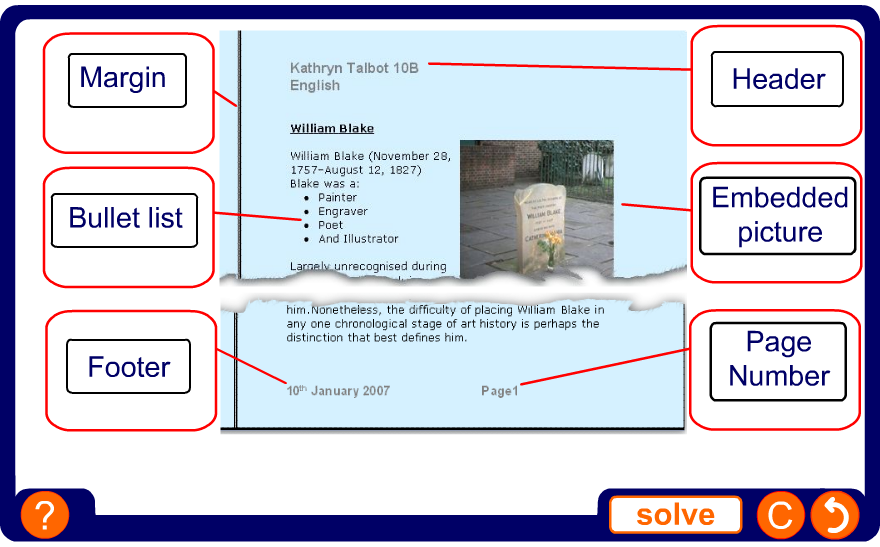 Margin
Bullet list
Footer
Kathryn Talbot 10B
English
William Blake
William Blake (November 28,
1757–August 12, 1827)
Blake was a:
• Painter
• Engraver
• Poet
• And Illustrator
Largely unrecognised during
WILLIAM BLAKE
him.Nonetheless, the difficulty of placing William Blake in
any one chronological stage of art history is perhaps the
distinction that best defines him.
10th January 2007
Page1
Header
Embedded
picture
Page
Number
?
solve
C